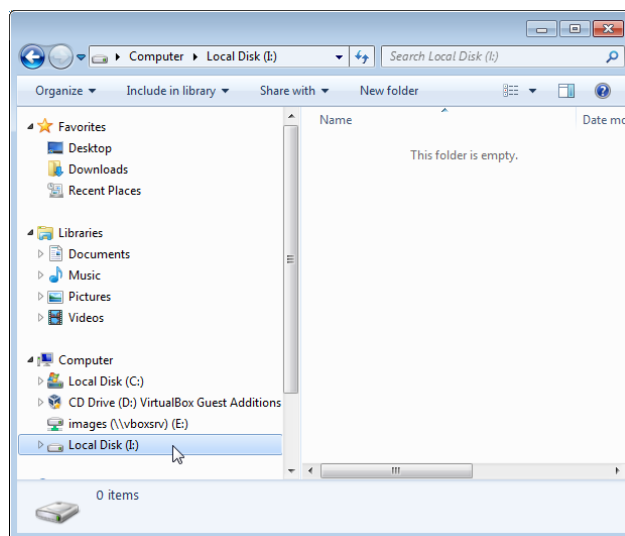 Computer Local Disk (I:) Search Local Disk (I:)
Organize Include in library Share with New folder
Name Date mo
This folder is empty.
Favorites
Desktop
Downloads
Recent Places
Libraries
Documents
Music
Pictures
Videos
Computer
Local Disk (C:)
CD Drive (D:) VirtualBox Guest Additions
images (\\vboxsrv) (E:)
Local Disk (I:)
0 items